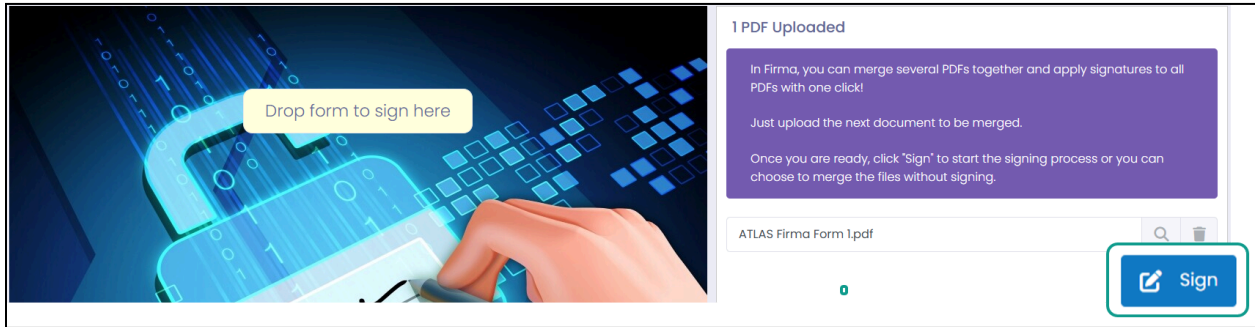 Drop form to sign here
1 PDF Uploaded
In Firma, you can merge several PDFs together and apply signatures to all
PDFs with one click!
Just upload the next document to be merged.
Once you are ready, click "Sign" to start the signing process or you can
choose to merge the files without signing.
ATLAS Firma Form 1.pdf
Sign